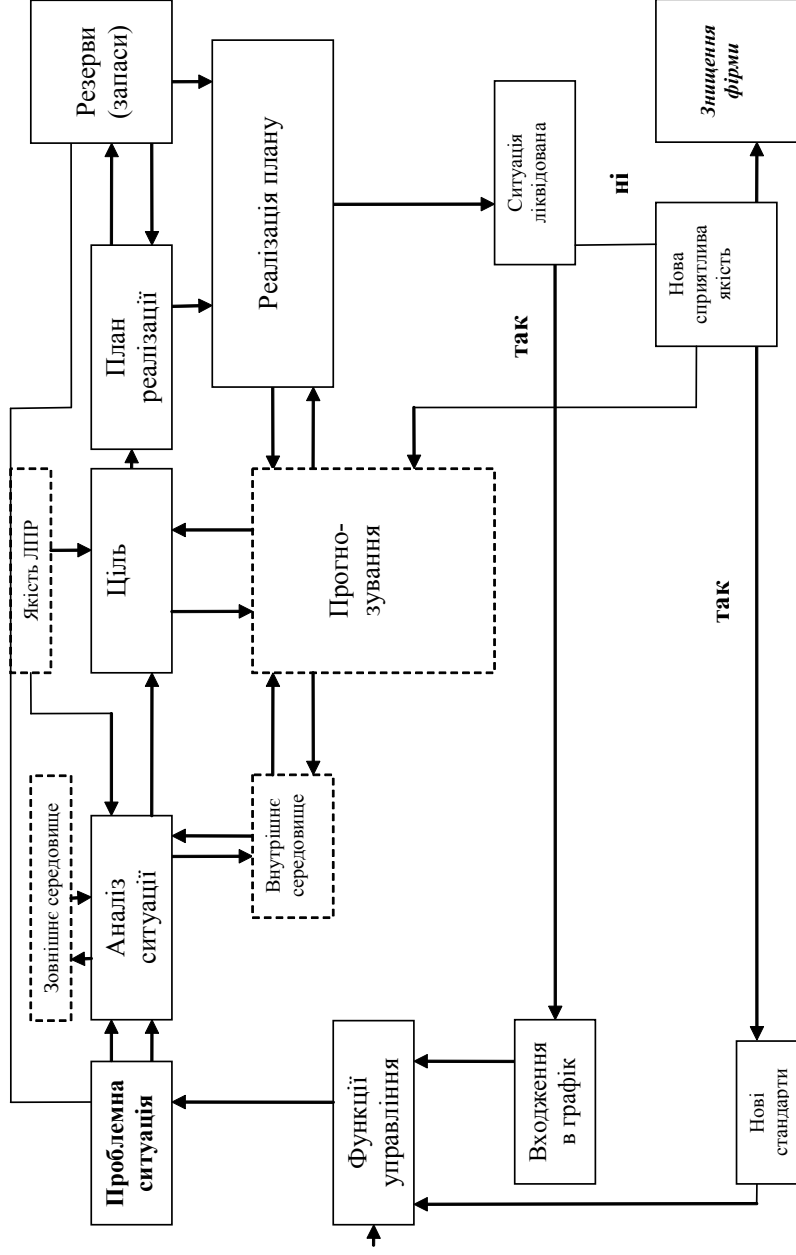 Зовнішнє середовище
Якість ЛПР
Проблемна
ситуація
Аналіз
ситуації
Ціль
План
реалізації
Резерви
(запаси)
Внутрішнє
середовище
Прогно-
зування
Реалізація плану
Функції
управління
Входження
в графік
так
Ситуація
ліквідована
ні
Нові
стандарти
так
Нова
сприятлива
якість
Знищення
фірми